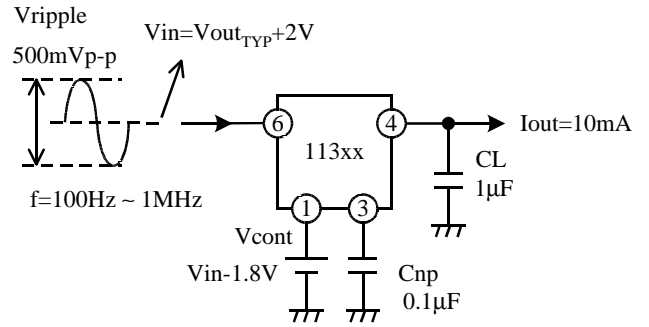 Vripple
500mVp-p
Vin=VoutTYP+2V
6
4
113xx
Iout=10mA
CL
1µF
f=100Hz ~ 1MHz
1
3
Vcont
Vin-1.8V
Cnp
0.1µF